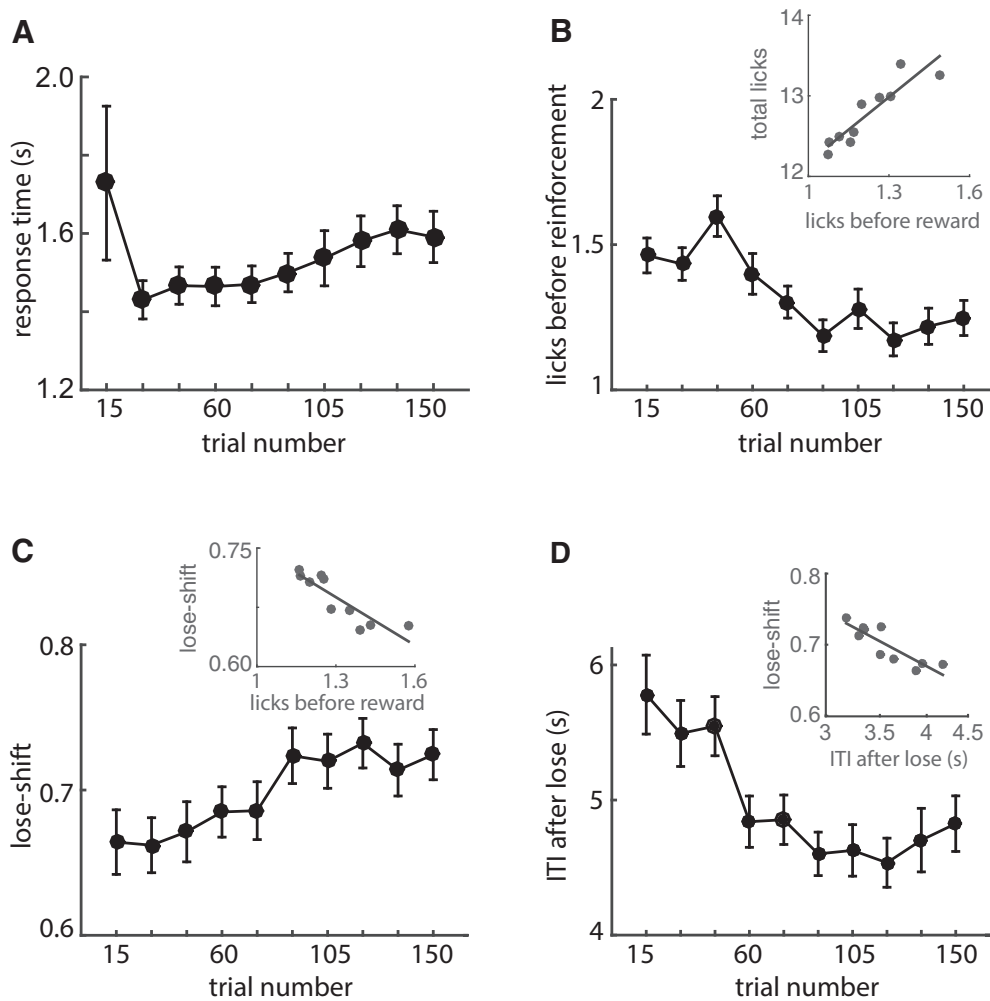 A
response time (s)
2.0
1.6
1.2
15 60 105 150
trial number
B
licks before reinforcement
2
1.5
1
15 60 105 150
trial number
total licks
14
13
12
1 1.3 1.6
licks before reward
C
lose-shift
0.8
0.7
0.6
15 60 105 150
trial number
lose-shift
0.75
0.60
1 1.3 1.6
licks before reward
D
ITI after lose (s)
6
5
4
15 60 105 150
trial number
lose-shift
0.8
0.7
0.6
3 3.5 4 4.5
ITI after lose (s)